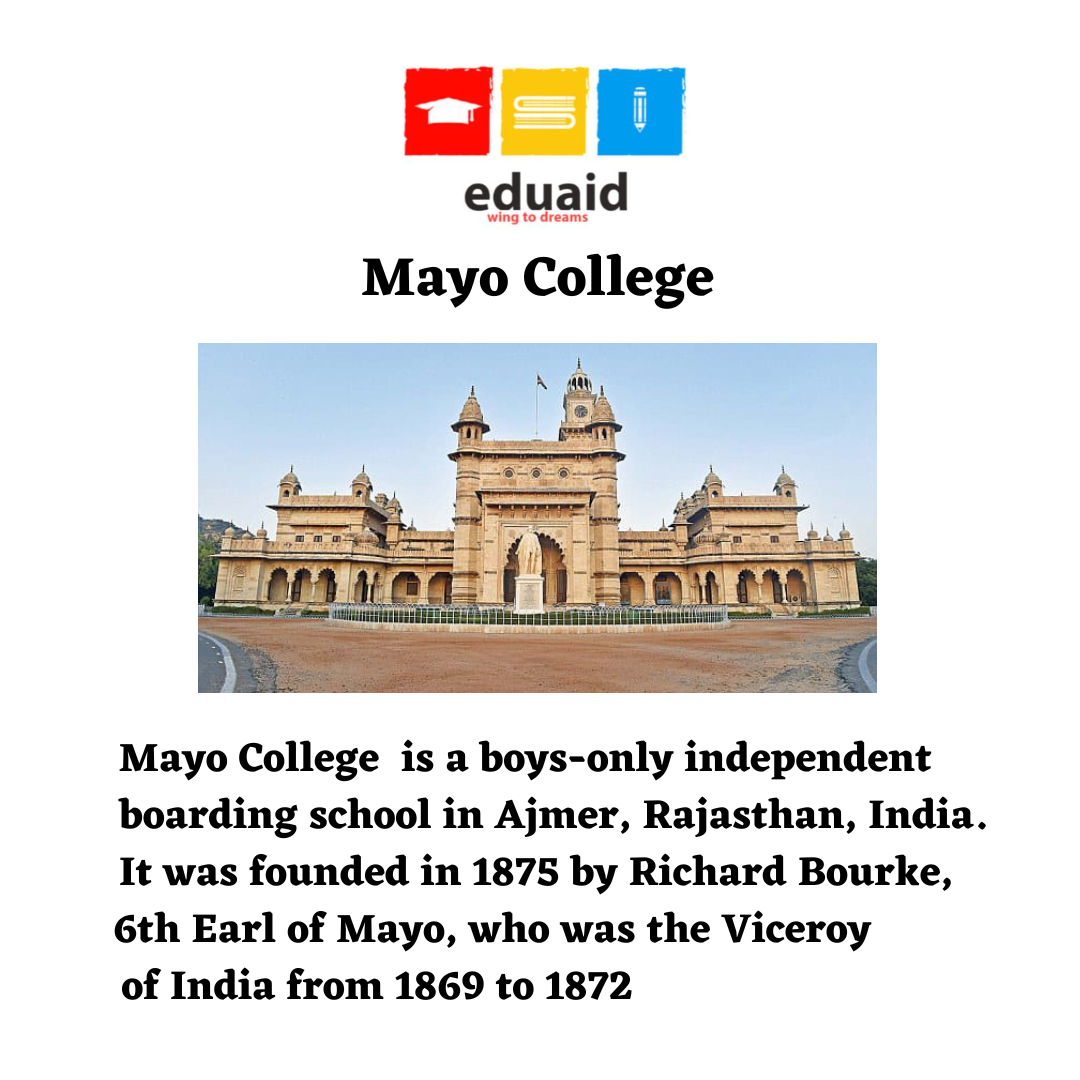 eduaid
wing to dreams
Mayo College
Mayo College is a boys-only independent
boarding school in Ajmer, Rajasthan, India.
It was founded in 1875 by Richard Bourke,
6th Earl of Mayo, who was the Viceroy
of India from 1869 to 1872